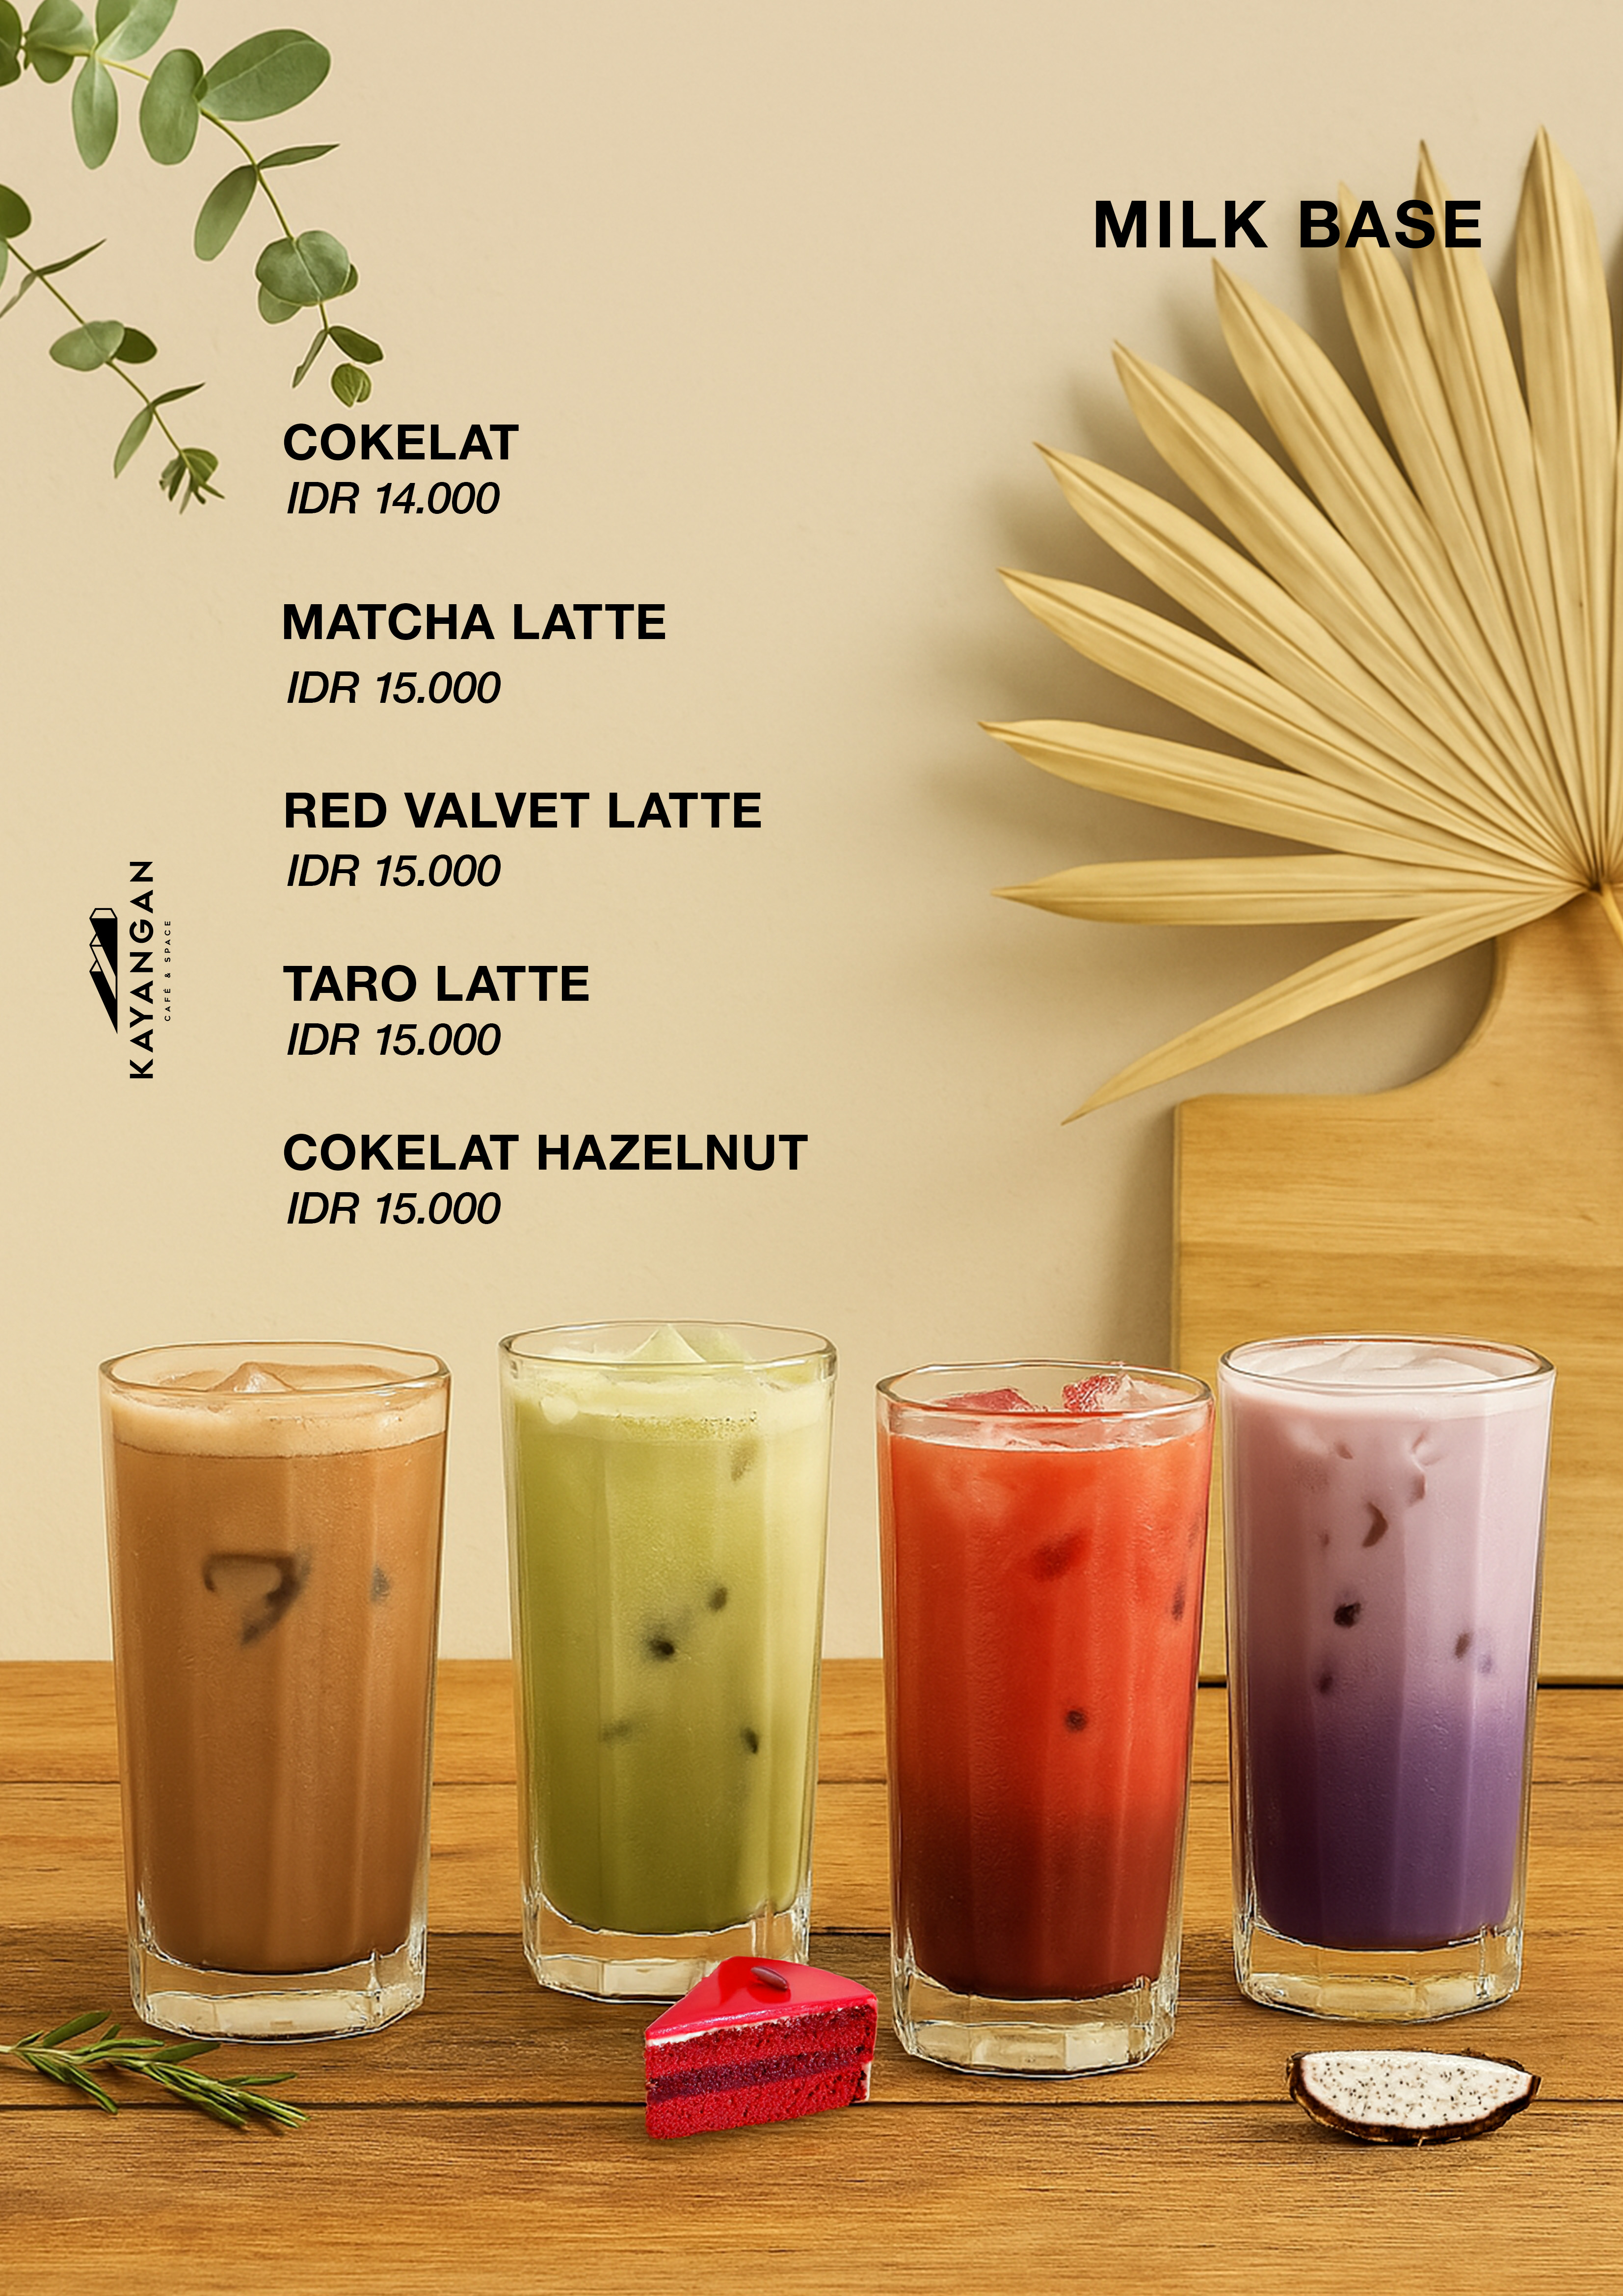 MILK BASE
COKELAT
IDR 14.000
MATCHA LATTE
IDR 15.000
RED VALVET LATTE
IDR 15.000
TARO LATTE
IDR 15.000
COKELAT HAZELNUT
IDR 15.000
KAYANGAN
CAFÉ & SPACE